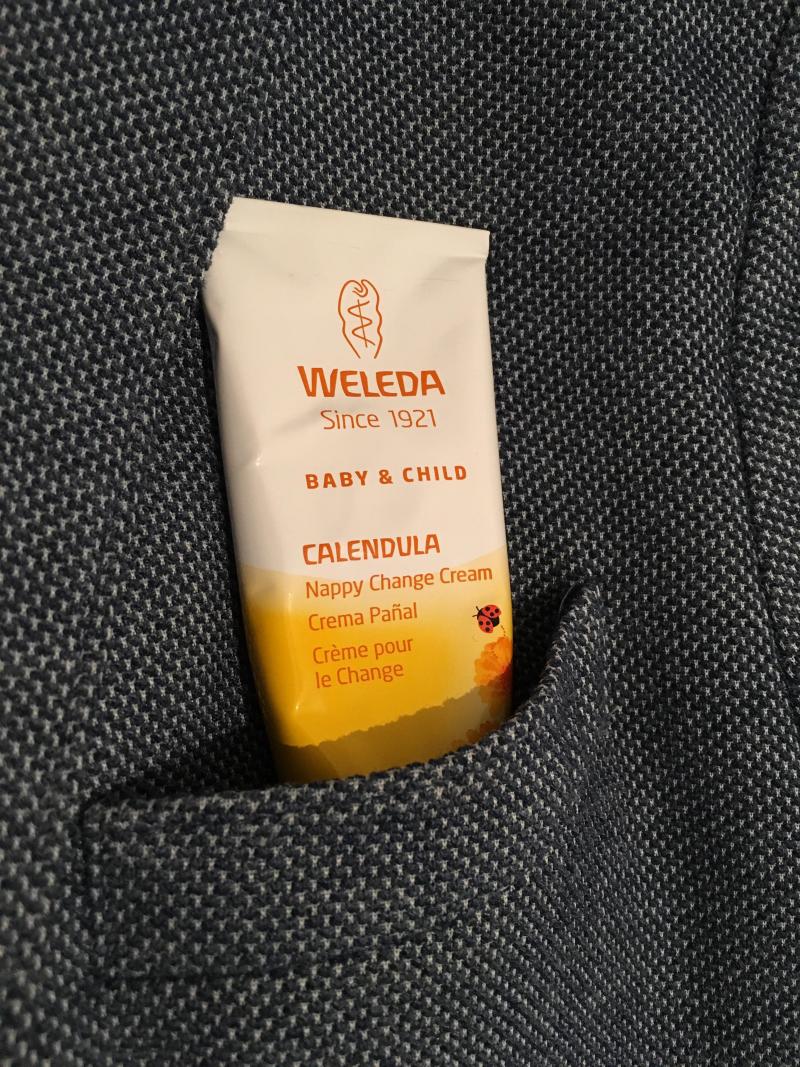 WELEDA
Since 1921
BABY & CHILD
CALENDULA
Nappy Change Cream
Crema Pañal
Crème pour
le Change